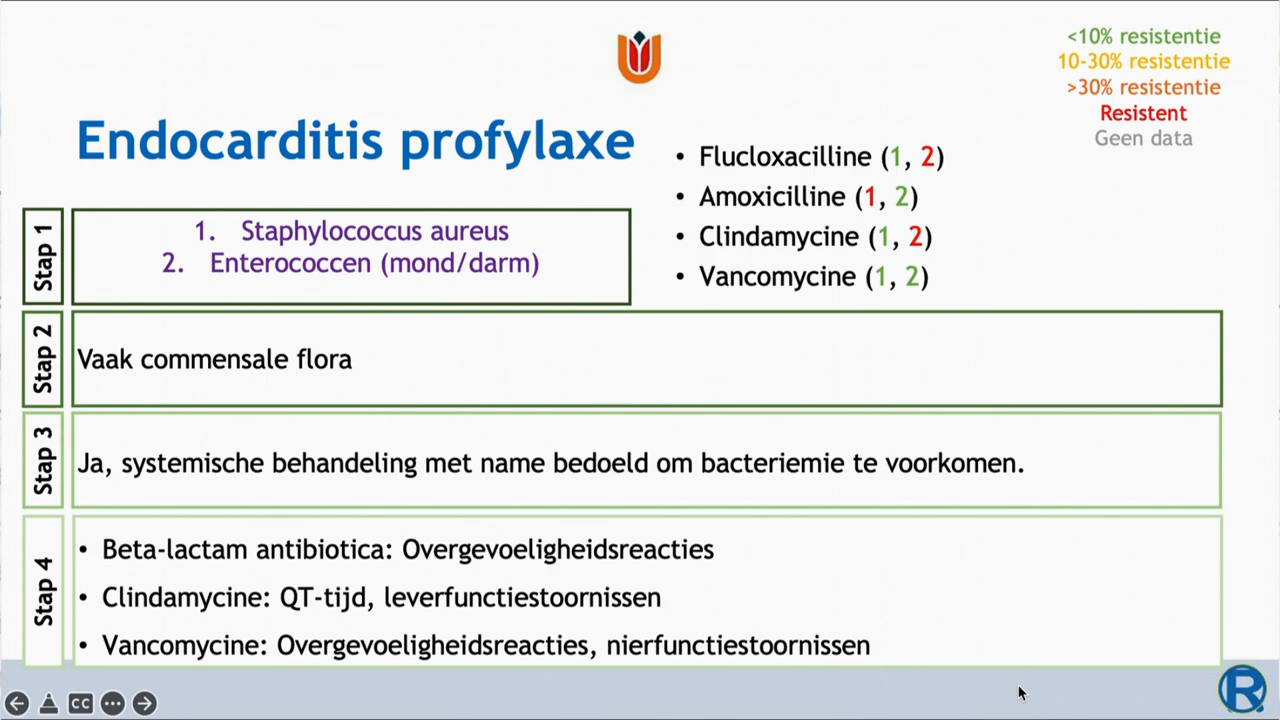 <10% resistentie
10-30% resistentie
>30% resistentie
Resistent
Geen data
Endocarditis profylaxe
• Flucloxacilline (1, 2)
• Amoxicilline (1, 2)
• Clindamycine (1, 2)
• Vancomycine (1, 2)
Stap 1
1. Staphylococcus aureus
2. Enterococcen (mond/darm)
Stap 2
Vaak commensale flora
Stap 3
Ja, systemische behandeling met name bedoeld om bacteriemie te voorkomen.
Stap 4
• Beta-lactam antibiotica: Overgevoeligheidsreacties
• Clindamycine: QT-tijd, leverfunctiestoornissen
• Vancomycine: Overgevoeligheidsreacties, nierfunctiestoornissen
CC
R